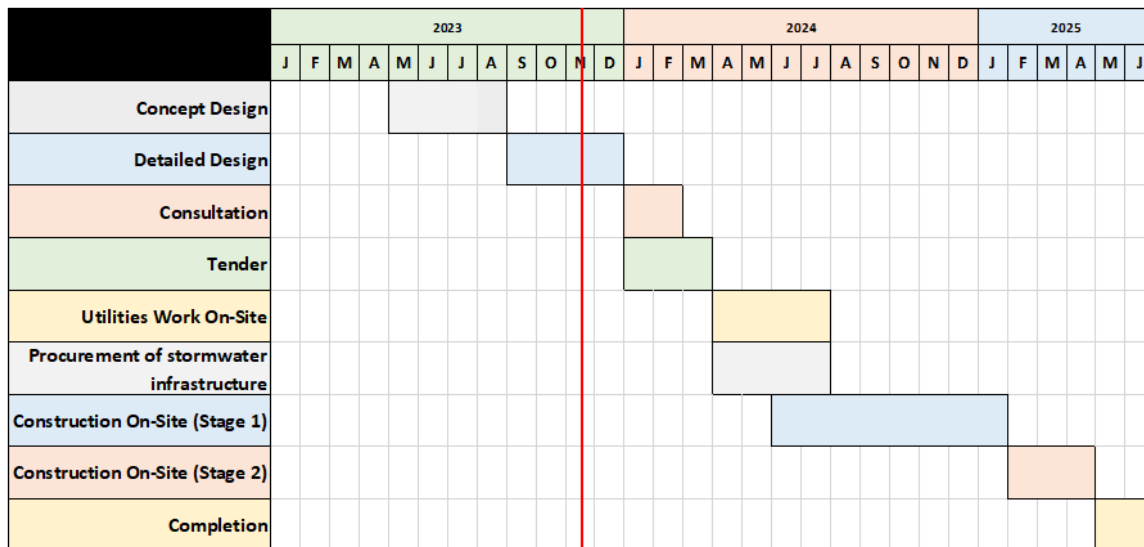 2023 2024 2025
J F M A M J J A S O N D J F M A M J J A S O N D J F M A M J
Concept Design
Detailed Design
Consultation
Tender
Utilities Work On-Site
Procurement of stormwater
infrastructure
Construction On-Site (Stage 1)
Construction On-Site (Stage 2)
Completion